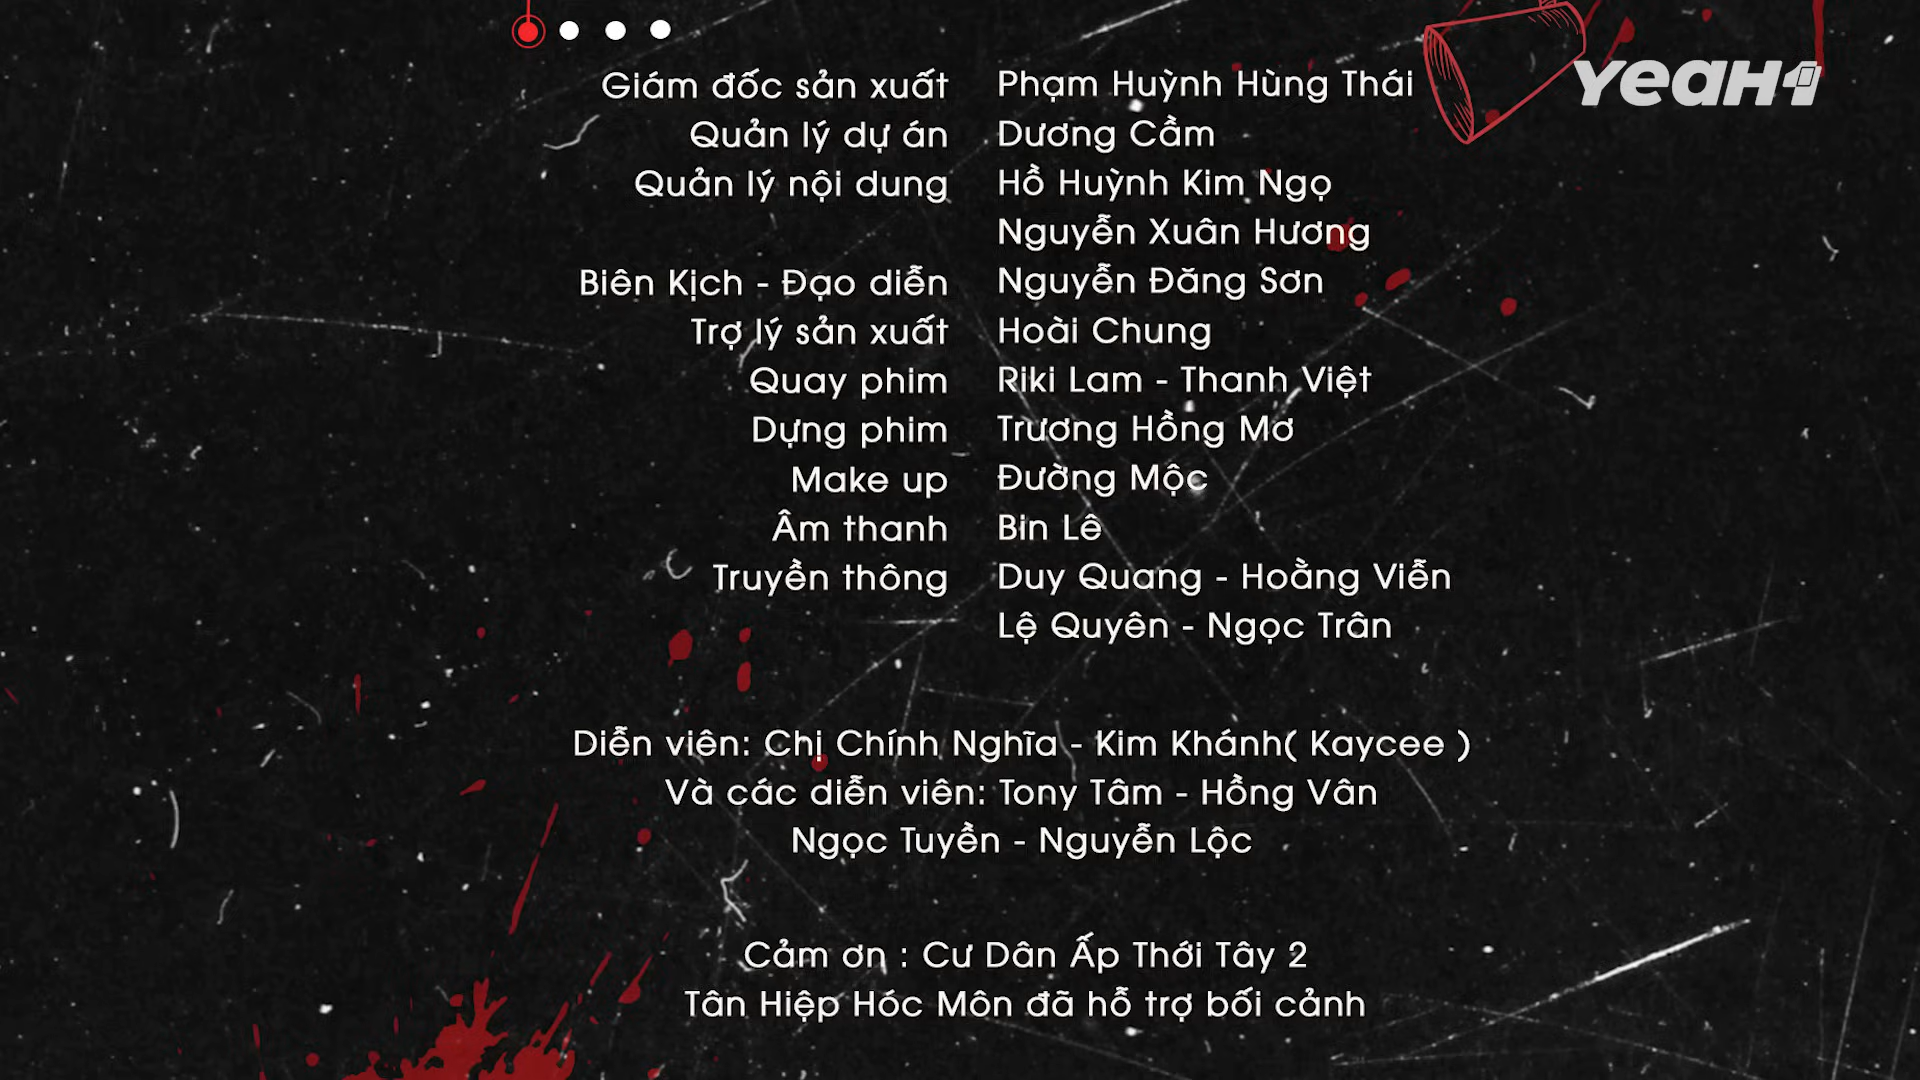 YEAH1
Giám đốc sản xuất Phạm Huỳnh Hùng Thái
Quản lý dự án Dương Cầm
Quản lý nội dung Hồ Huỳnh Kim Ngọ
Nguyễn Xuân Hương
Biên Kịch - Đạo diễn Nguyễn Đăng Sơn
Trợ lý sản xuất Hoài Chung
Quay phim Riki Lam - Thanh Việt
Dựng phim Trương Hồng Mơ
Make up Đường Mộc
Âm thanh Bin Lê
Truyền thông Duy Quang - Hoằng Viễn
Lệ Quyên - Ngọc Trân
Diễn viên: Chị Chính Nghĩa - Kim Khánh( Kaycee )
Và các diễn viên: Tony Tâm - Hồng Vân
Ngọc Tuyền - Nguyễn Lộc
Cảm ơn : Cư Dân Ấp Thới Tây 2
Tân Hiệp Hóc Môn đã hỗ trợ bối cảnh